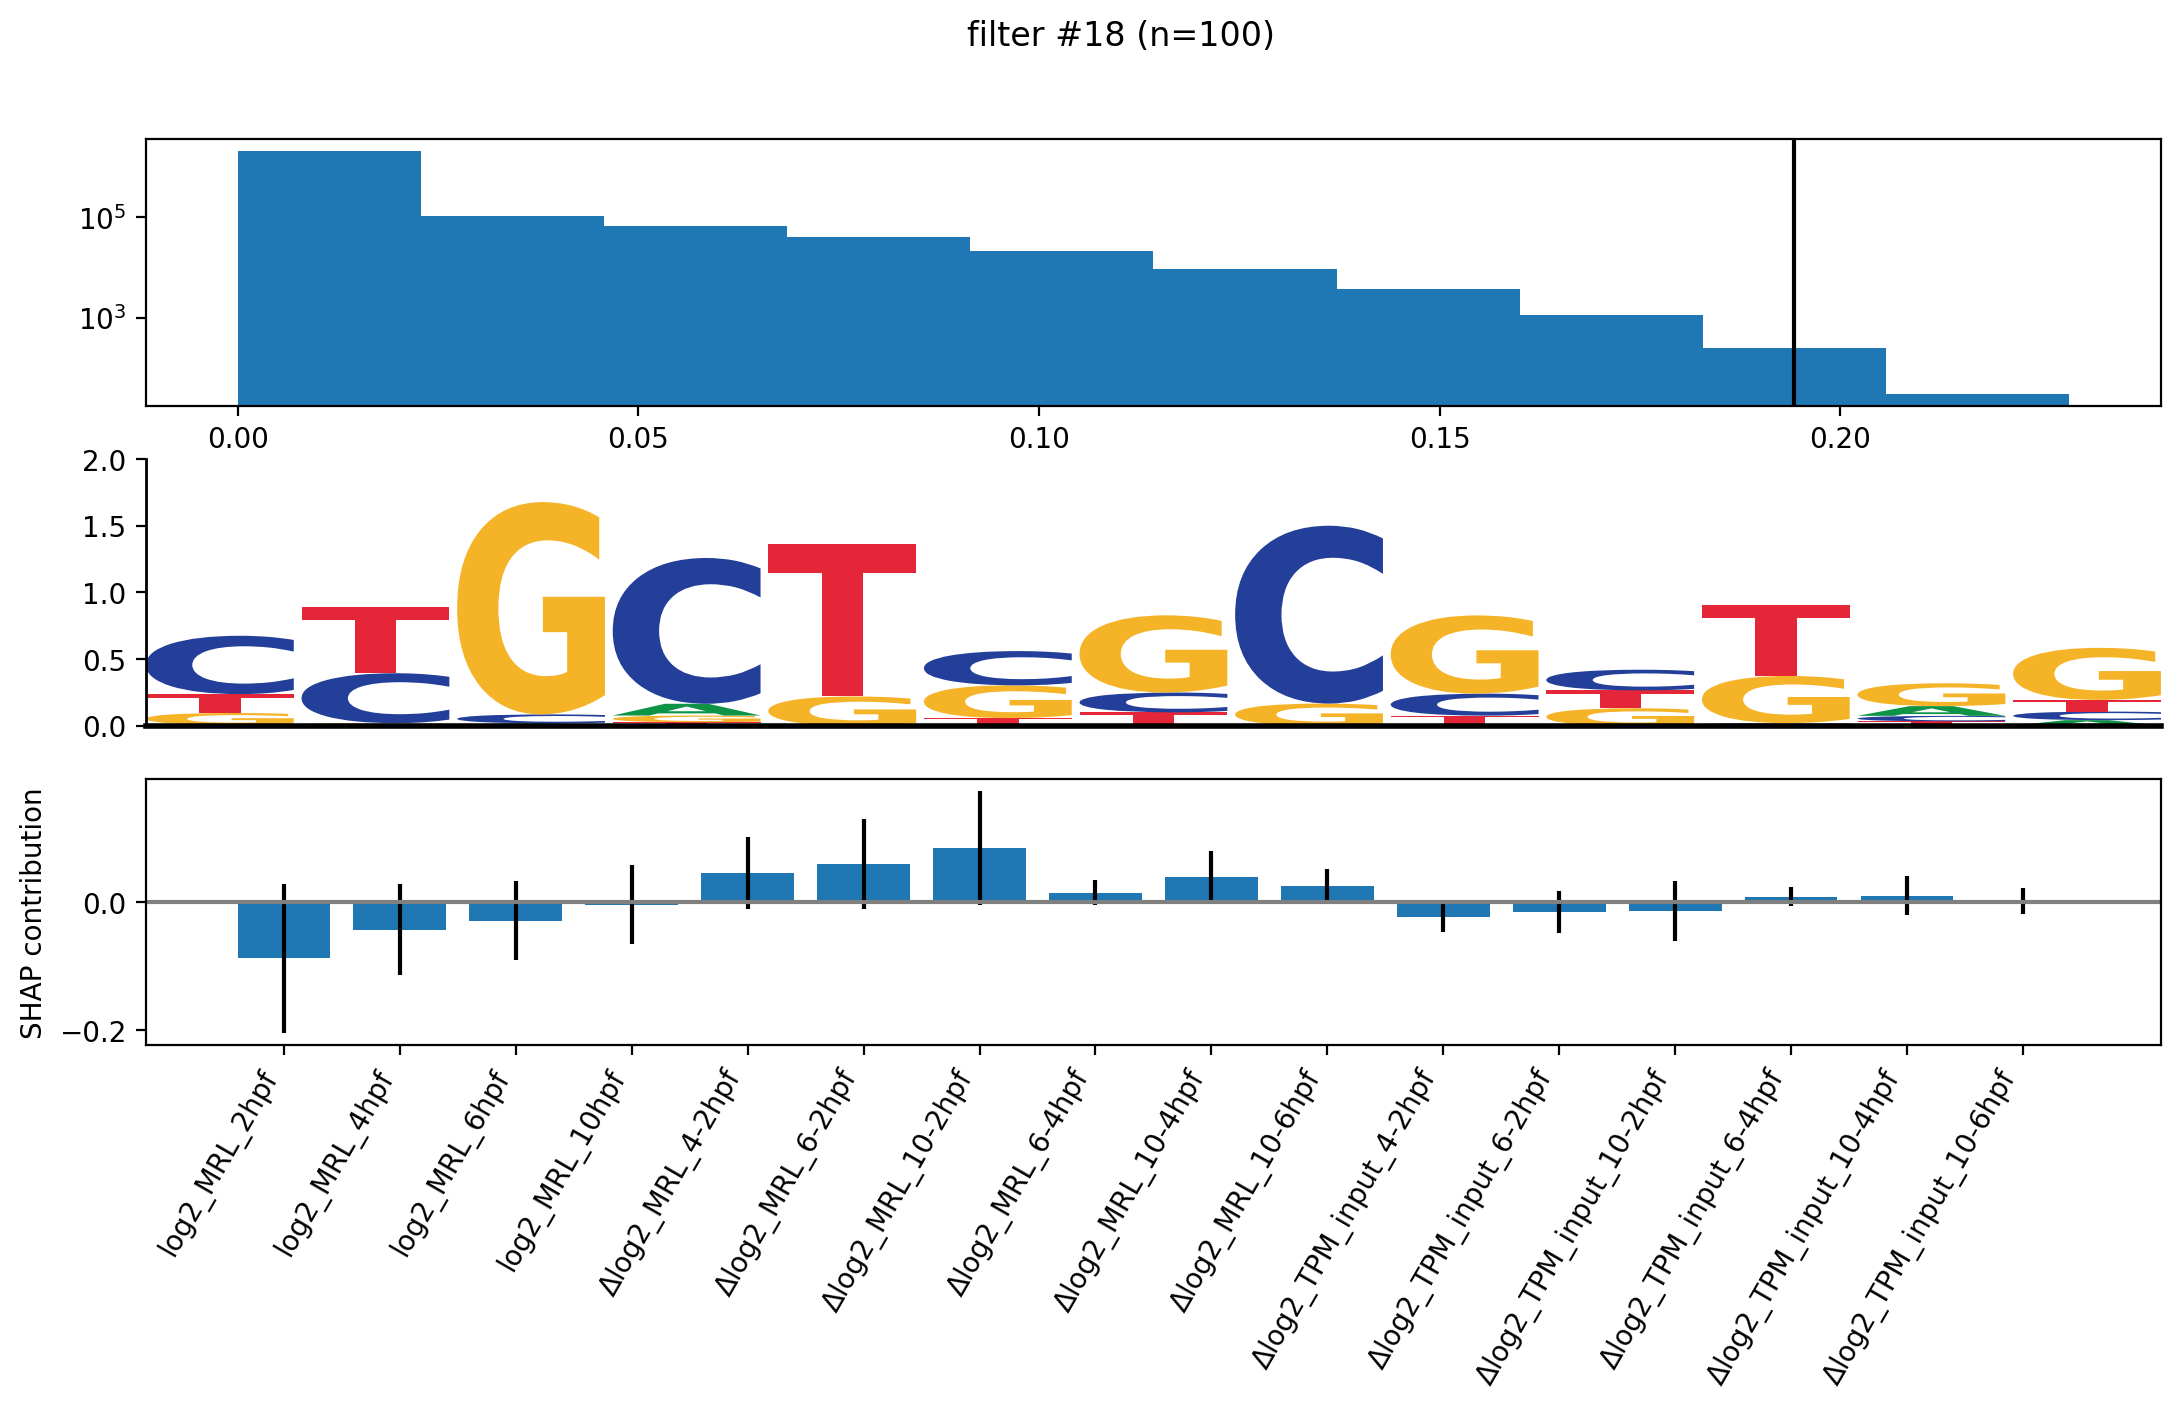 filter #18 (n=100)
10^5
10^3
0.00 0.05 0.10 0.15 0.20
2.0
1.5
1.0
0.5
0.0
C T G C T C G C G C T G G
T C C A G G C G C T G A T
G G T T T G C C
T A
SHAP contribution
0.0
−0.2
log2_MRL_2hpf
log2_MRL_4hpf
log2_MRL_6hpf
log2_MRL_10hpf
Δlog2_MRL_4-2hpf
Δlog2_MRL_6-2hpf
Δlog2_MRL_10-2hpf
Δlog2_MRL_6-4hpf
Δlog2_MRL_10-4hpf
Δlog2_MRL_10-6hpf
Δlog2_TPM_input_4-2hpf
Δlog2_TPM_input_6-2hpf
Δlog2_TPM_input_10-2hpf
Δlog2_TPM_input_6-4hpf
Δlog2_TPM_input_10-4hpf
Δlog2_TPM_input_10-6hpf